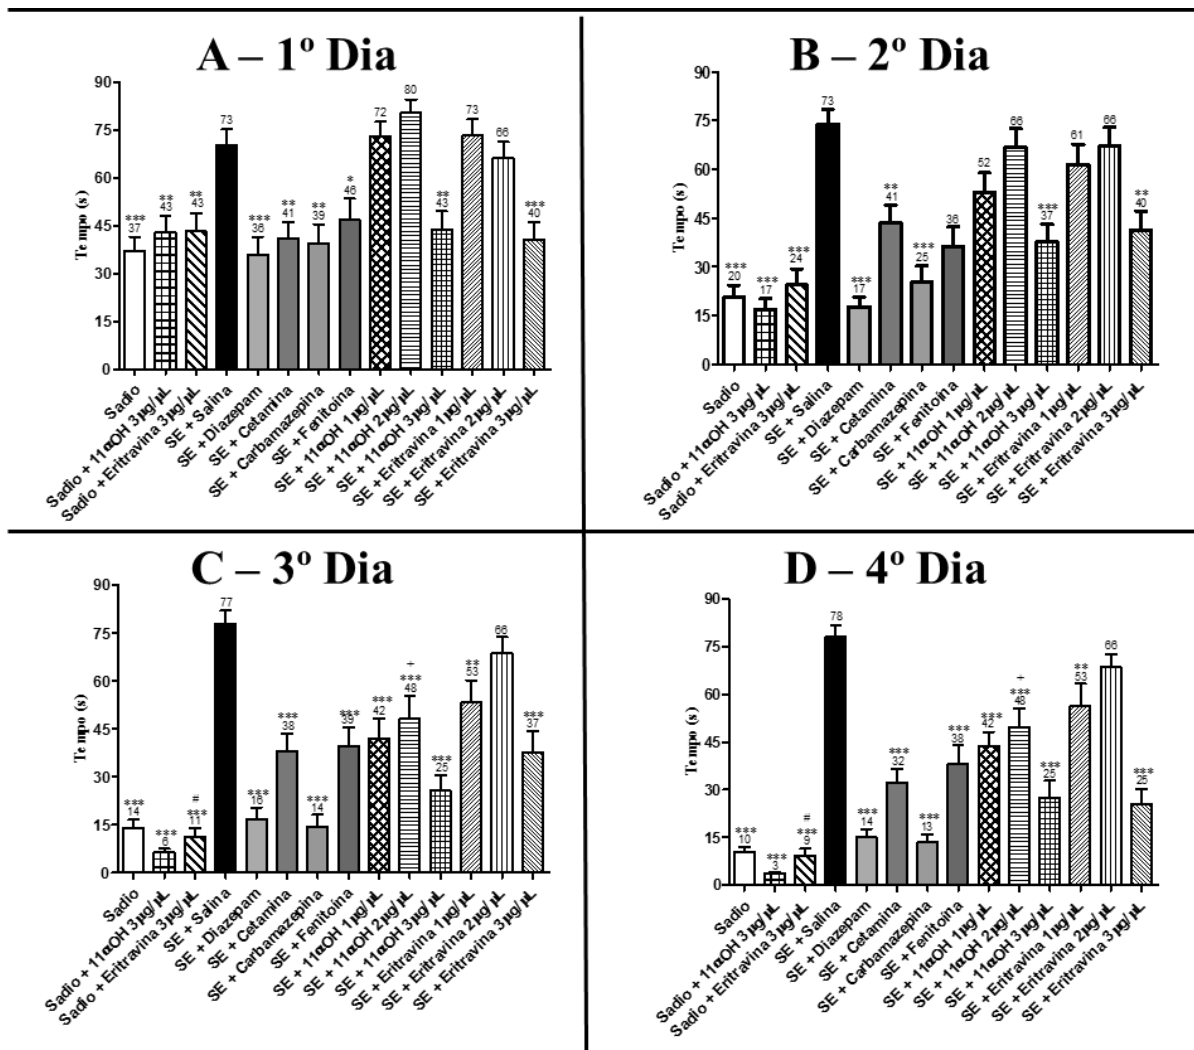 A – 1º Dia
Tempo (s)
90
75
60
45
30
15
0
***
37
**
43
**
43
73
***
36
**
41
**
39
*
46
72
80
**
43
73
66
***
40
Sadio
Sadio + 11αOH 3µg/µL
Sadio + Eritravina 3µg/µL
SE + Salina
SE + Diazepam
SE + Cetamina
SE + Carbamazepina
SE + Fenitoína
SE + 11αOH 1µg/µL
SE + 11αOH 2µg/µL
SE + 11αOH 3µg/µL
SE + Eritravina 1µg/µL
SE + Eritravina 2µg/µL
SE + Eritravina 3µg/µL
B – 2º Dia
Tempo (s)
90
75
60
45
30
15
0
***
20
***
17
***
24
73
***
17
**
41
***
25
36
52
66
***
37
61
66
**
40
Sadio
Sadio + 11αOH 3µg/µL
Sadio + Eritravina 3µg/µL
SE + Salina
SE + Diazepam
SE + Cetamina
SE + Carbamazepina
SE + Fenitoína
SE + 11αOH 1µg/µL
SE + 11αOH 2µg/µL
SE + 11αOH 3µg/µL
SE + Eritravina 1µg/µL
SE + Eritravina 2µg/µL
SE + Eritravina 3µg/µL
C – 3º Dia
Tempo (s)
90
75
60
45
30
15
0
***
14
***
6
#
***
11
77
***
16
***
38
***
14
***
39
***
42
+
***
48
***
25
**
53
66
***
37
Sadio
Sadio + 11αOH 3µg/µL
Sadio + Eritravina 3µg/µL
SE + Salina
SE + Diazepam
SE + Cetamina
SE + Carbamazepina
SE + Fenitoína
SE + 11αOH 1µg/µL
SE + 11αOH 2µg/µL
SE + 11αOH 3µg/µL
SE + Eritravina 1µg/µL
SE + Eritravina 2µg/µL
SE + Eritravina 3µg/µL
D – 4º Dia
Tempo (s)
90
75
60
45
30
15
0
***
10
***
3
#
***
9
78
***
14
***
32
***
13
***
38
***
42
+
***
48
***
25
**
53
66
***
25
Sadio
Sadio + 11αOH 3µg/µL
Sadio + Eritravina 3µg/µL
SE + Salina
SE + Diazepam
SE + Cetamina
SE + Carbamazepina
SE + Fenitoína
SE + 11αOH 1µg/µL
SE + 11αOH 2µg/µL
SE + 11αOH 3µg/µL
SE + Eritravina 1µg/µL
SE + Eritravina 2µg/µL
SE + Eritravina 3µg/µL